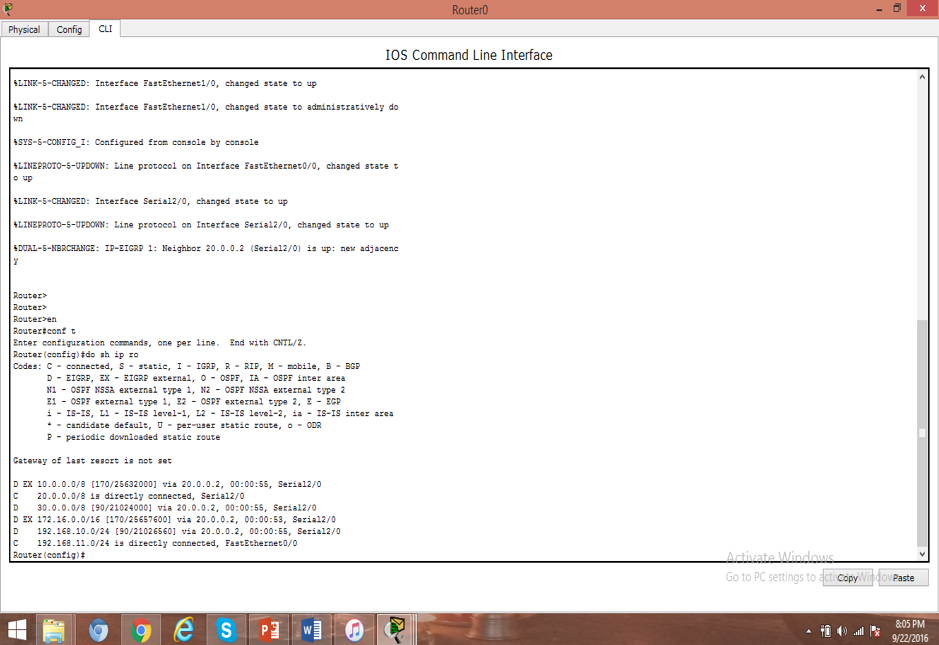 Router0
Physical Config CLI
IOS Command Line Interface
%LINK-5-CHANGED: Interface FastEthernet1/0, changed state to up
%LINK-5-CHANGED: Interface FastEthernet1/0, changed state to administratively do
wn
%SYS-5-CONFIG_I: Configured from console by console
%LINEPROTO-5-UPDOWN: Line protocol on Interface FastEthernet0/0, changed state t
o up
%LINK-5-CHANGED: Interface Serial2/0, changed state to up
%LINEPROTO-5-UPDOWN: Line protocol on Interface Serial2/0, changed state to up
%DUAL-5-NBRCHANGE: IP-EIGRP 1: Neighbor 20.0.0.2 (Serial2/0) is up: new adjacenc
y
Router>
Router>
Router>en
Router#conf t
Enter configuration commands, one per line.  End with CNTL/Z.
Router(config)#do sh ip ro
Codes: C - connected, S - static, I - IGRP, R - RIP, M - mobile, B - BGP
D - EIGRP, EX - EIGRP external, O - OSPF, IA - OSPF inter area
N1 - OSPF NSSA external type 1, N2 - OSPF NSSA external type 2
E1 - OSPF external type 1, E2 - OSPF external type 2, E - EGP
i - IS-IS, L1 - IS-IS level-1, L2 - IS-IS level-2, ia - IS-IS inter area
* - candidate default, U - per-user static route, o - ODR
P - periodic downloaded static route
Gateway of last resort is not set
D EX 10.0.0.0/8 [170/25632000] via 20.0.0.2, 00:00:55, Serial2/0
C    20.0.0.0/8 is directly connected, Serial2/0
D    30.0.0.0/8 [90/21024000] via 20.0.0.2, 00:00:55, Serial2/0
D EX 172.16.0.0/16 [170/25657600] via 20.0.0.2, 00:00:53, Serial2/0
D    192.168.10.0/24 [90/21026560] via 20.0.0.2, 00:00:55, Serial2/0
C    192.168.11.0/24 is directly connected, FastEthernet0/0
Router(config)#
Activate Windows
Go to PC settings to activate Windows
Copy Paste
8:05 PM
9/22/2016